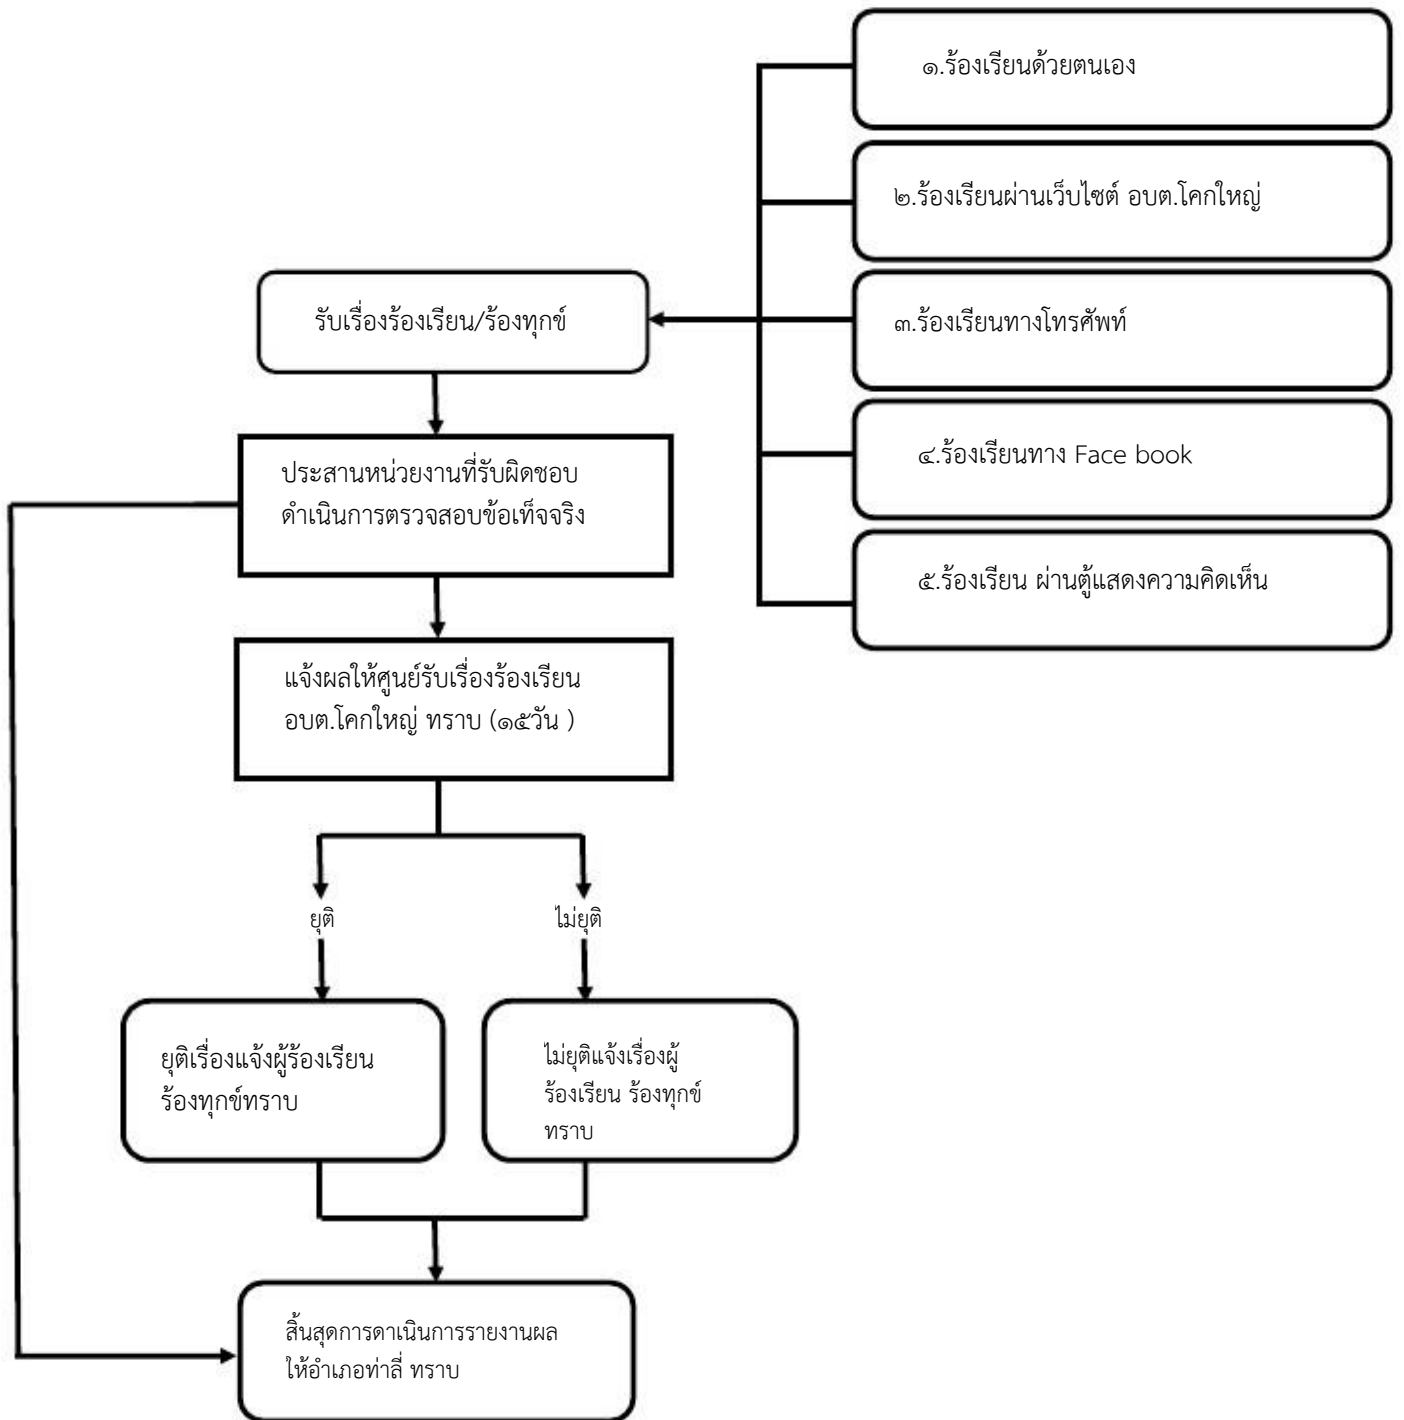 ๑.ร้องเรียนด้วยตนเอง
๒.ร้องเรียนผ่านเว็บไซต์ อบต.โคกใหญ่
๓.ร้องเรียนทางโทรศัพท์
๔.ร้องเรียนทาง Face book
๕.ร้องเรียน ผ่านตู้แสดงความคิดเห็น
รับเรื่องร้องเรียน/ร้องทุกข์
ประสานหน่วยงานที่รับผิดชอบ
ดำเนินการตรวจสอบข้อเท็จจริง
แจ้งผลให้ศูนย์รับเรื่องร้องเรียน
อบต.โคกใหญ่ ทราบ (๑๕วัน )
ยุติ
ไม่ยุติ
ยุติเรื่องแจ้งผู้ร้องเรียน
ร้องทุกข์ทราบ
ไม่ยุติแจ้งเรื่องผู้
ร้องเรียน ร้องทุกข์
ทราบ
สิ้นสุดการดาเนินการรายงานผล
ให้อำเภอท่าลี่ ทราบ